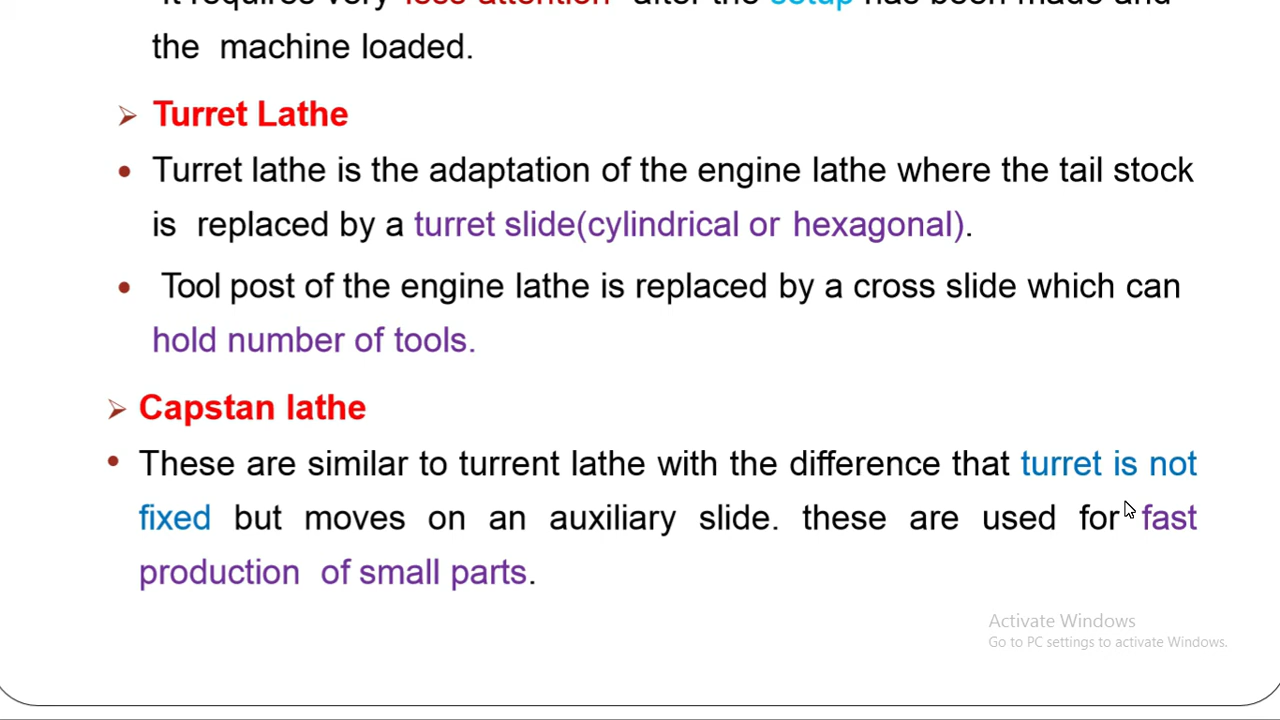 It requires very less attention after the setup has been made and
the machine loaded.
➢ Turret Lathe
• Turret lathe is the adaptation of the engine lathe where the tail stock
is replaced by a turret slide(cylindrical or hexagonal).
• Tool post of the engine lathe is replaced by a cross slide which can
hold number of tools.
➢ Capstan lathe
• These are similar to turrent lathe with the difference that turret is not
fixed but moves on an auxiliary slide. these are used for fast
production of small parts.
Activate Windows
Go to PC settings to activate Windows.